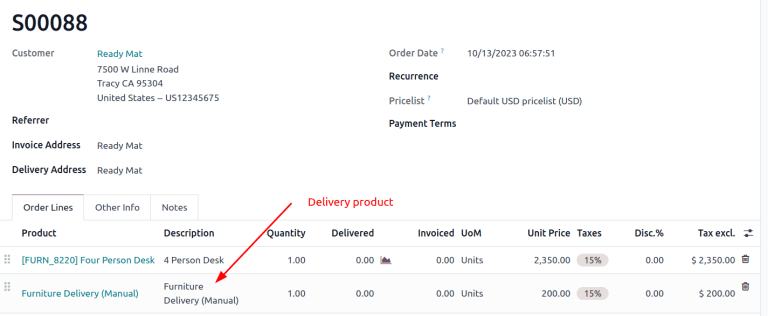 S00088
Customer Ready Mat Order Date ? 10/13/2023 06:57:51
7500 W Linne Road
Tracy CA 95304
United States – US12345675
Recurrence
Pricelist ? Default USD pricelist (USD)
Referrer
Payment Terms
Invoice Address Ready Mat
Delivery Address Ready Mat
Delivery product
Order Lines Other Info Notes
Product Description Quantity Delivered Invoiced UoM Unit Price Taxes Disc.% Tax excl.
[FURN_8220] Four Person Desk 4 Person Desk 1.00 0.00 0.00 Units 2,350.00 15% 0.00 $ 2,350.00
Furniture Delivery (Manual) Furniture Delivery (Manual) 1.00 0.00 0.00 Units 200.00 15% 0.00 $ 200.00